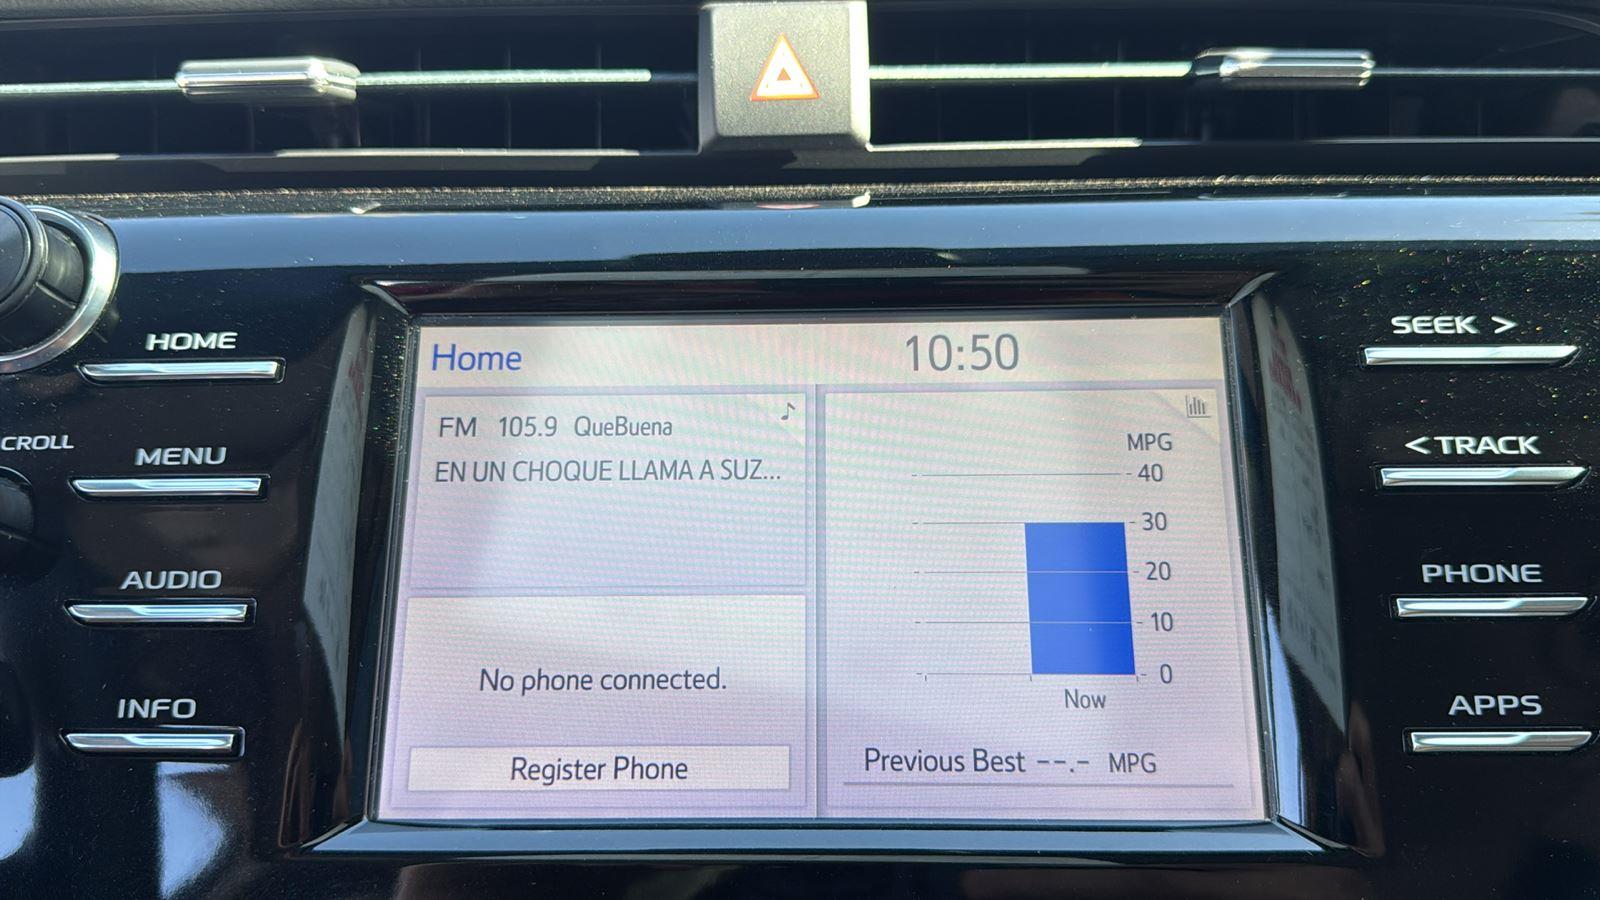 HOME
CROLL
MENU
AUDIO
INFO
Home
10:50
FM 105.9 QueBuena
EN UN CHOQUE LLAMA A SUZ...
No phone connected.
Register Phone
MPG
40
30
20
10
0
Now
Previous Best --.- MPG
SEEK >
< TRACK
PHONE
APPS